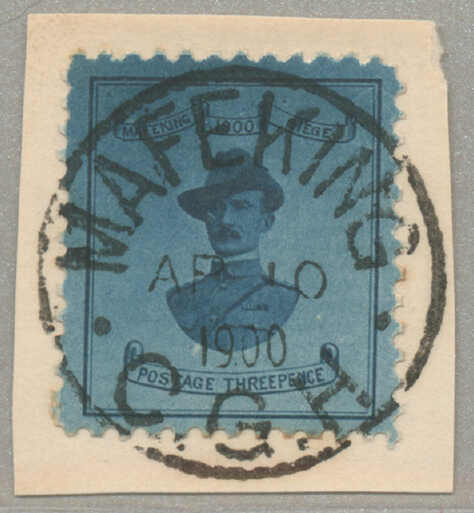 MAFEKING 1900 SIEGE
POSTAGE THREEPENCE
MAFEKING
AP 10
1900
C.G.H